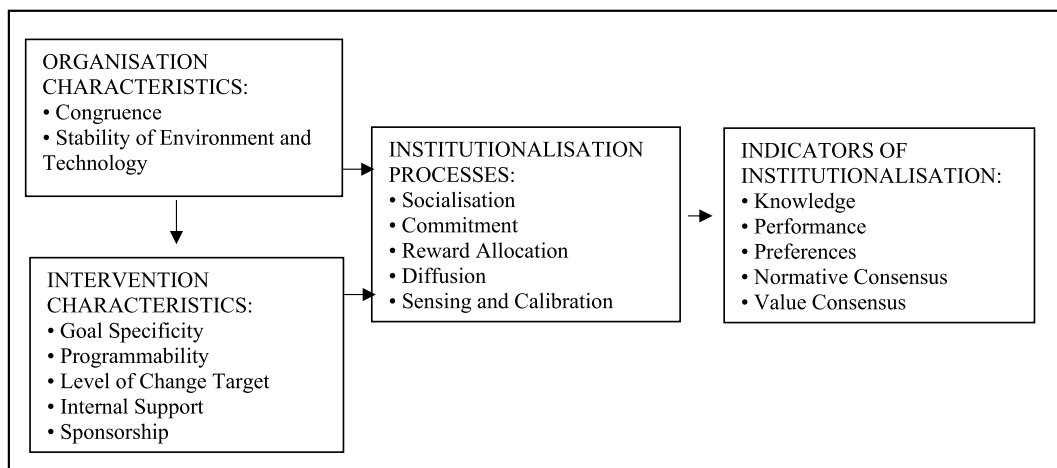 ORGANISATION
CHARACTERISTICS:
• Congruence
• Stability of Environment and
Technology
INTERVENTION
CHARACTERISTICS:
• Goal Specificity
• Programmability
• Level of Change Target
• Internal Support
• Sponsorship
INSTITUTIONALISATION
PROCESSES:
• Socialisation
• Commitment
• Reward Allocation
• Diffusion
• Sensing and Calibration
INDICATORS OF
INSTITUTIONALISATION:
• Knowledge
• Performance
• Preferences
• Normative Consensus
• Value Consensus